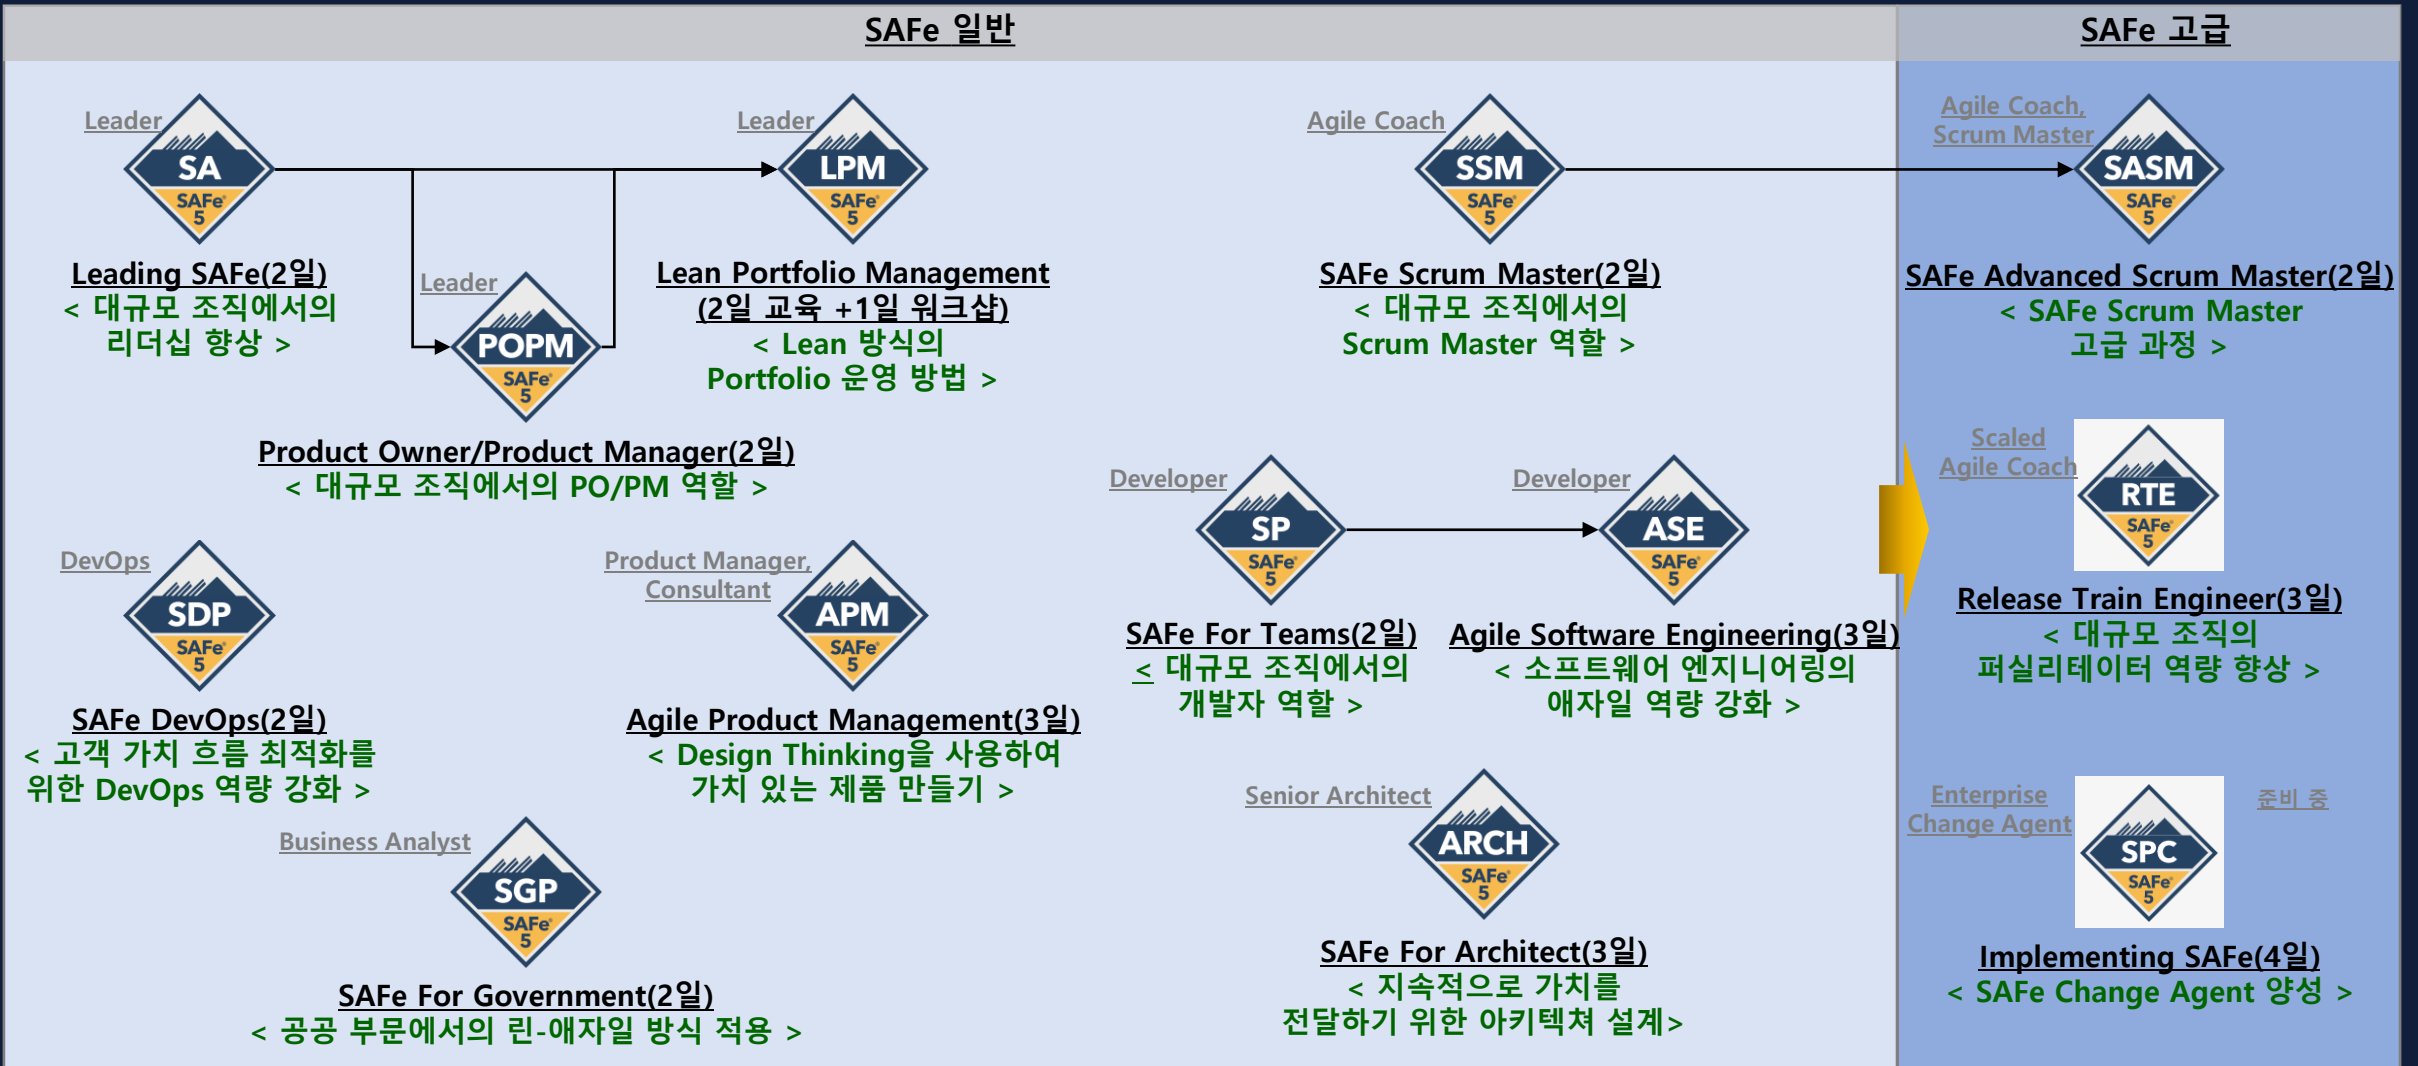 SAFe 일반
SAFe 고급
Leader
SA
SAFe
5
Leading SAFe(2일)
< 대규모 조직에서의
리더십 향상 >
Leader
POPM
SAFe
5
Product Owner/Product Manager(2일)
< 대규모 조직에서의 PO/PM 역할 >
Leader
LPM
SAFe
5
Lean Portfolio Management
(2일 교육 +1일 워크샵)
< Lean 방식의
Portfolio 운영 방법 >
Agile Coach
SSM
SAFe
5
SAFe Scrum Master(2일)
< 대규모 조직에서의
Scrum Master 역할 >
Agile Coach,
Scrum Master
SASM
SAFe
5
SAFe Advanced Scrum Master(2일)
< SAFe Scrum Master
고급 과정 >
DevOps
SDP
SAFe
5
SAFe DevOps(2일)
< 고객 가치 흐름 최적화를
위한 DevOps 역량 강화 >
Product Manager,
Consultant
APM
SAFe
5
Agile Product Management(3일)
< Design Thinking을 사용하여
가치 있는 제품 만들기 >
Developer
SP
SAFe
5
SAFe For Teams(2일)
< 대규모 조직에서의
개발자 역할 >
Developer
ASE
SAFe
5
Agile Software Engineering(3일)
< 소프트웨어 엔지니어링의
애자일 역량 강화 >
Scaled
Agile Coach
RTE
SAFe
5
Release Train Engineer(3일)
< 대규모 조직의
퍼실리테이터 역량 향상 >
Business Analyst
SGP
SAFe
5
SAFe For Government(2일)
< 공공 부문에서의 린-애자일 방식 적용 >
Senior Architect
ARCH
SAFe
5
SAFe For Architect(3일)
< 지속적으로 가치를
전달하기 위한 아키텍쳐 설계>
Enterprise
Change Agent
준비 중
SPC
SAFe
5
Implementing SAFe(4일)
< SAFe Change Agent 양성 >